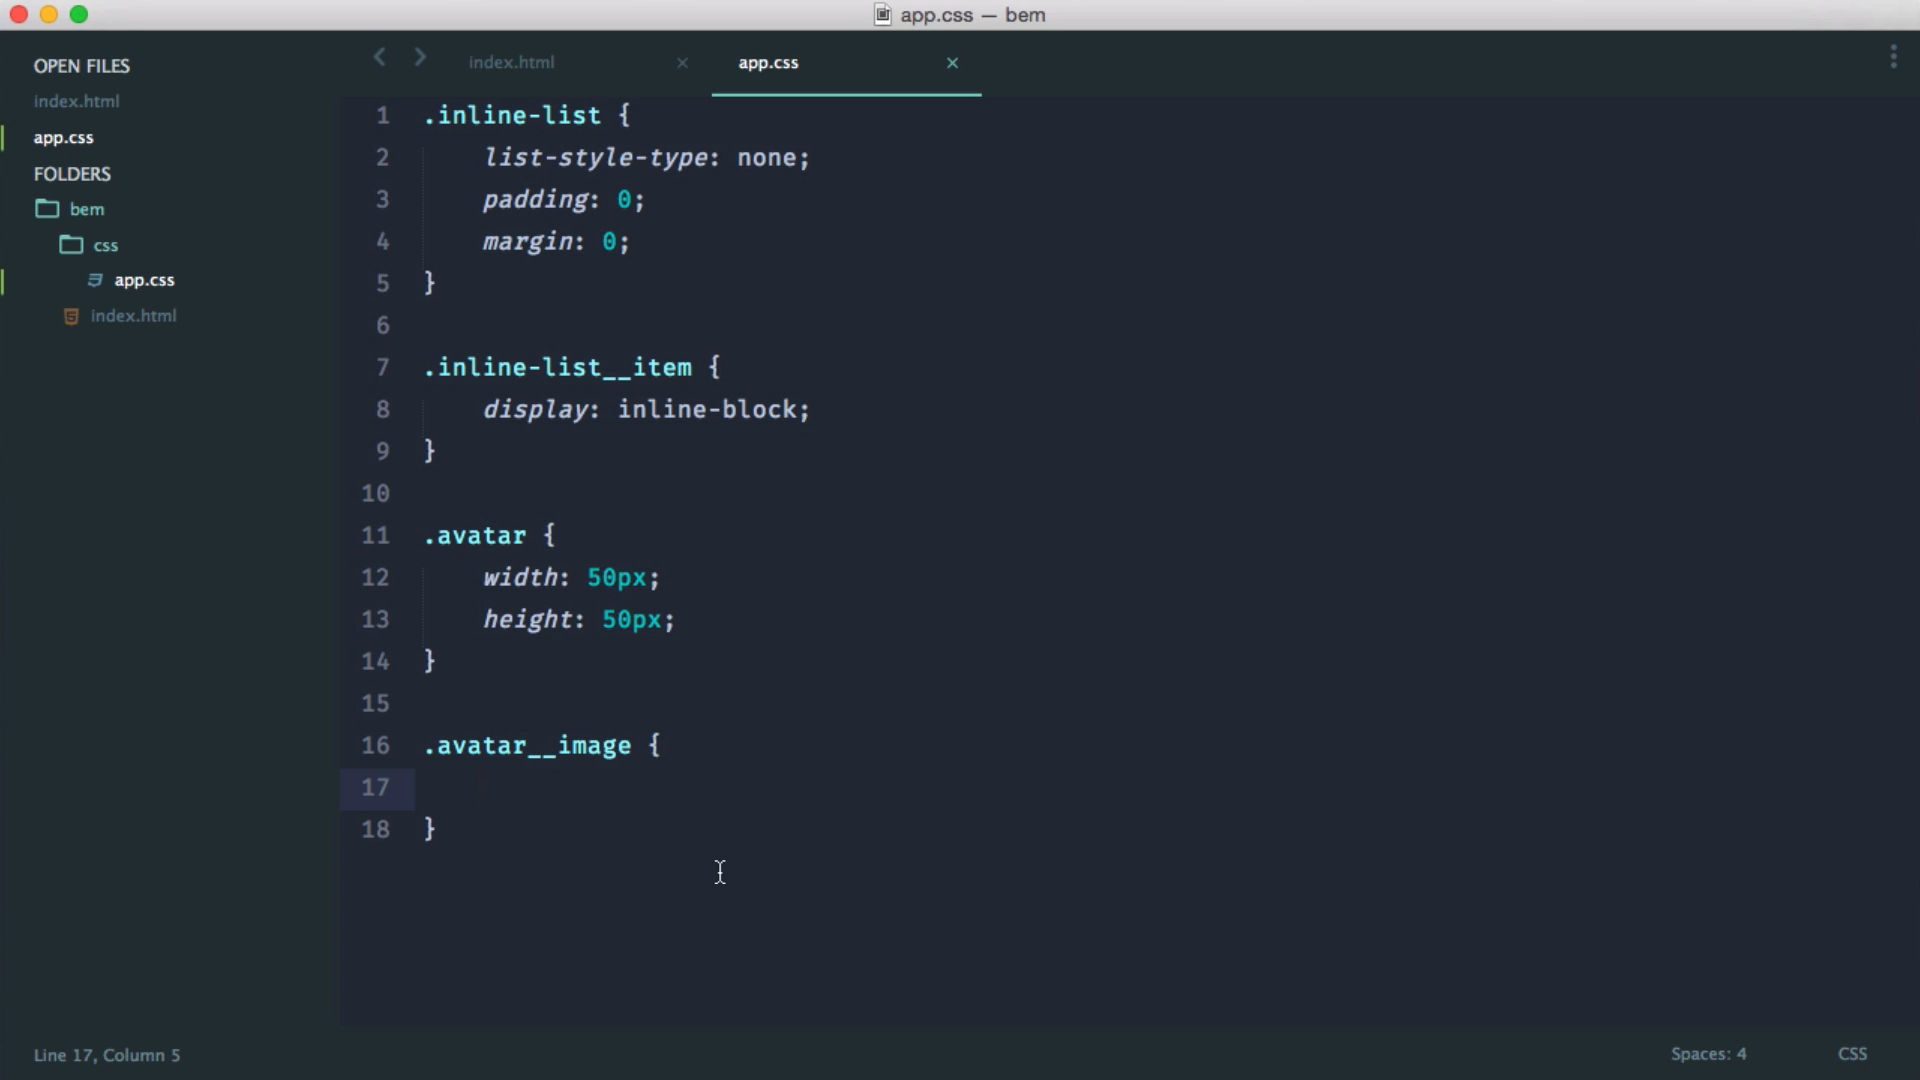 app.css — bem
OPEN FILES
index.html
app.css
FOLDERS
bem
css
app.css
index.html
index.html
app.css
1 .inline-list {
2 list-style-type: none;
3 padding: 0;
4 margin: 0;
5 }
6
7 .inline-list__item {
8 display: inline-block;
9 }
10
11 .avatar {
12 width: 50px;
13 height: 50px;
14 }
15
16 .avatar__image {
17
18 }
Line 17, Column 5
Spaces: 4
CSS